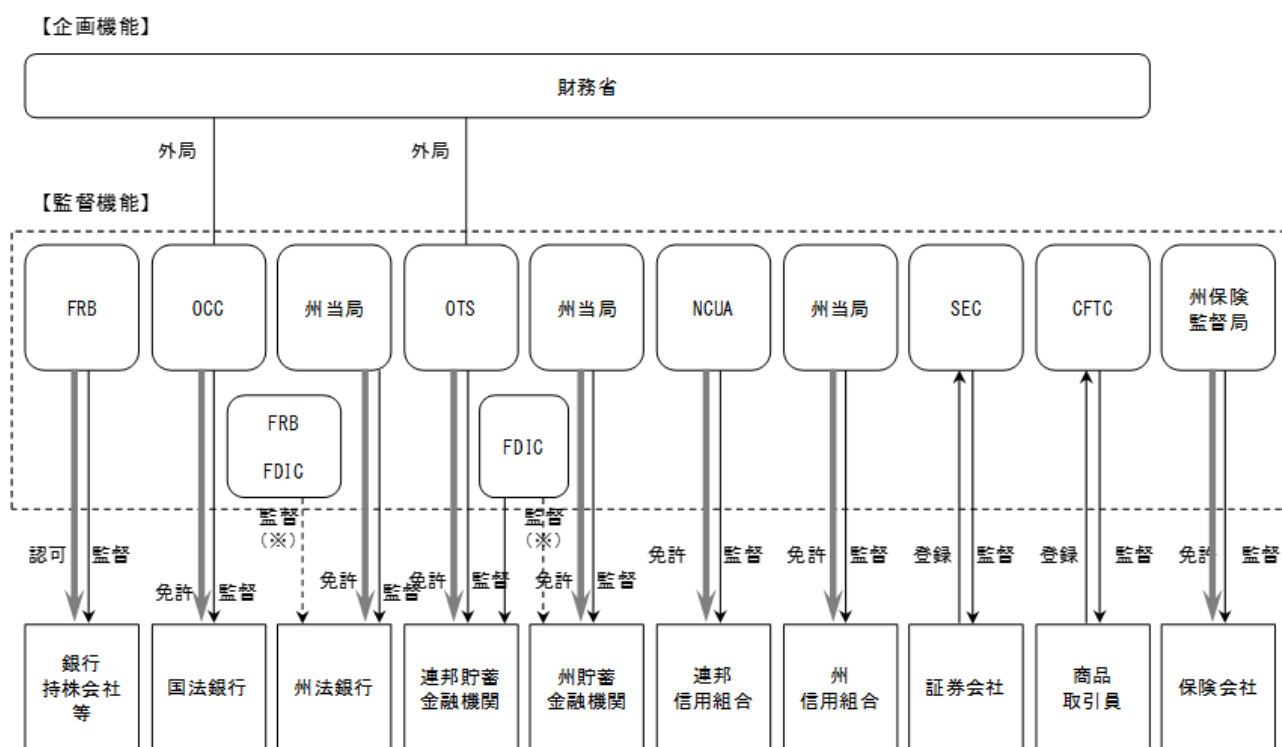 【企画機能】
財務省
外局
外局
【監督機能】
FRB
OCC
州当局
OTS
州当局
NCUA
州当局
SEC
CFTC
州保険
監督局
FRB
FDIC
FDIC
監督
(※)
監督
(※)
認可
監督
免許
監督
免許
監督
免許
監督
免許
監督
免許
監督
免許
監督
登録
監督
登録
監督
免許
監督
銀行
持株会社
等
国法銀行
州法銀行
連邦貯蓄
金融機関
州貯蓄
金融機関
連邦
信用組合
州
信用組合
証券会社
商品
取引員
保険会社